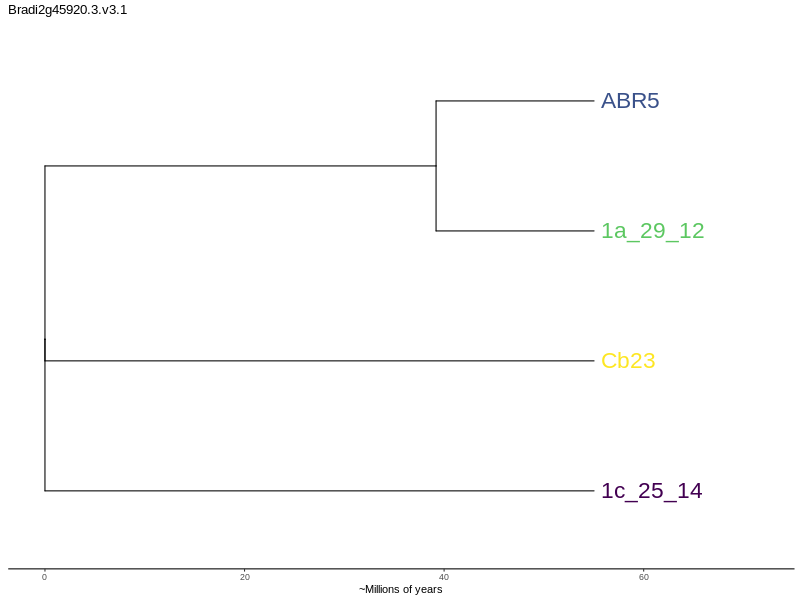 Bradi2g45920.3.v3.1
ABR5
1a_29_12
Cb23
1c_25_14
0 20 40 60
~Millions of years